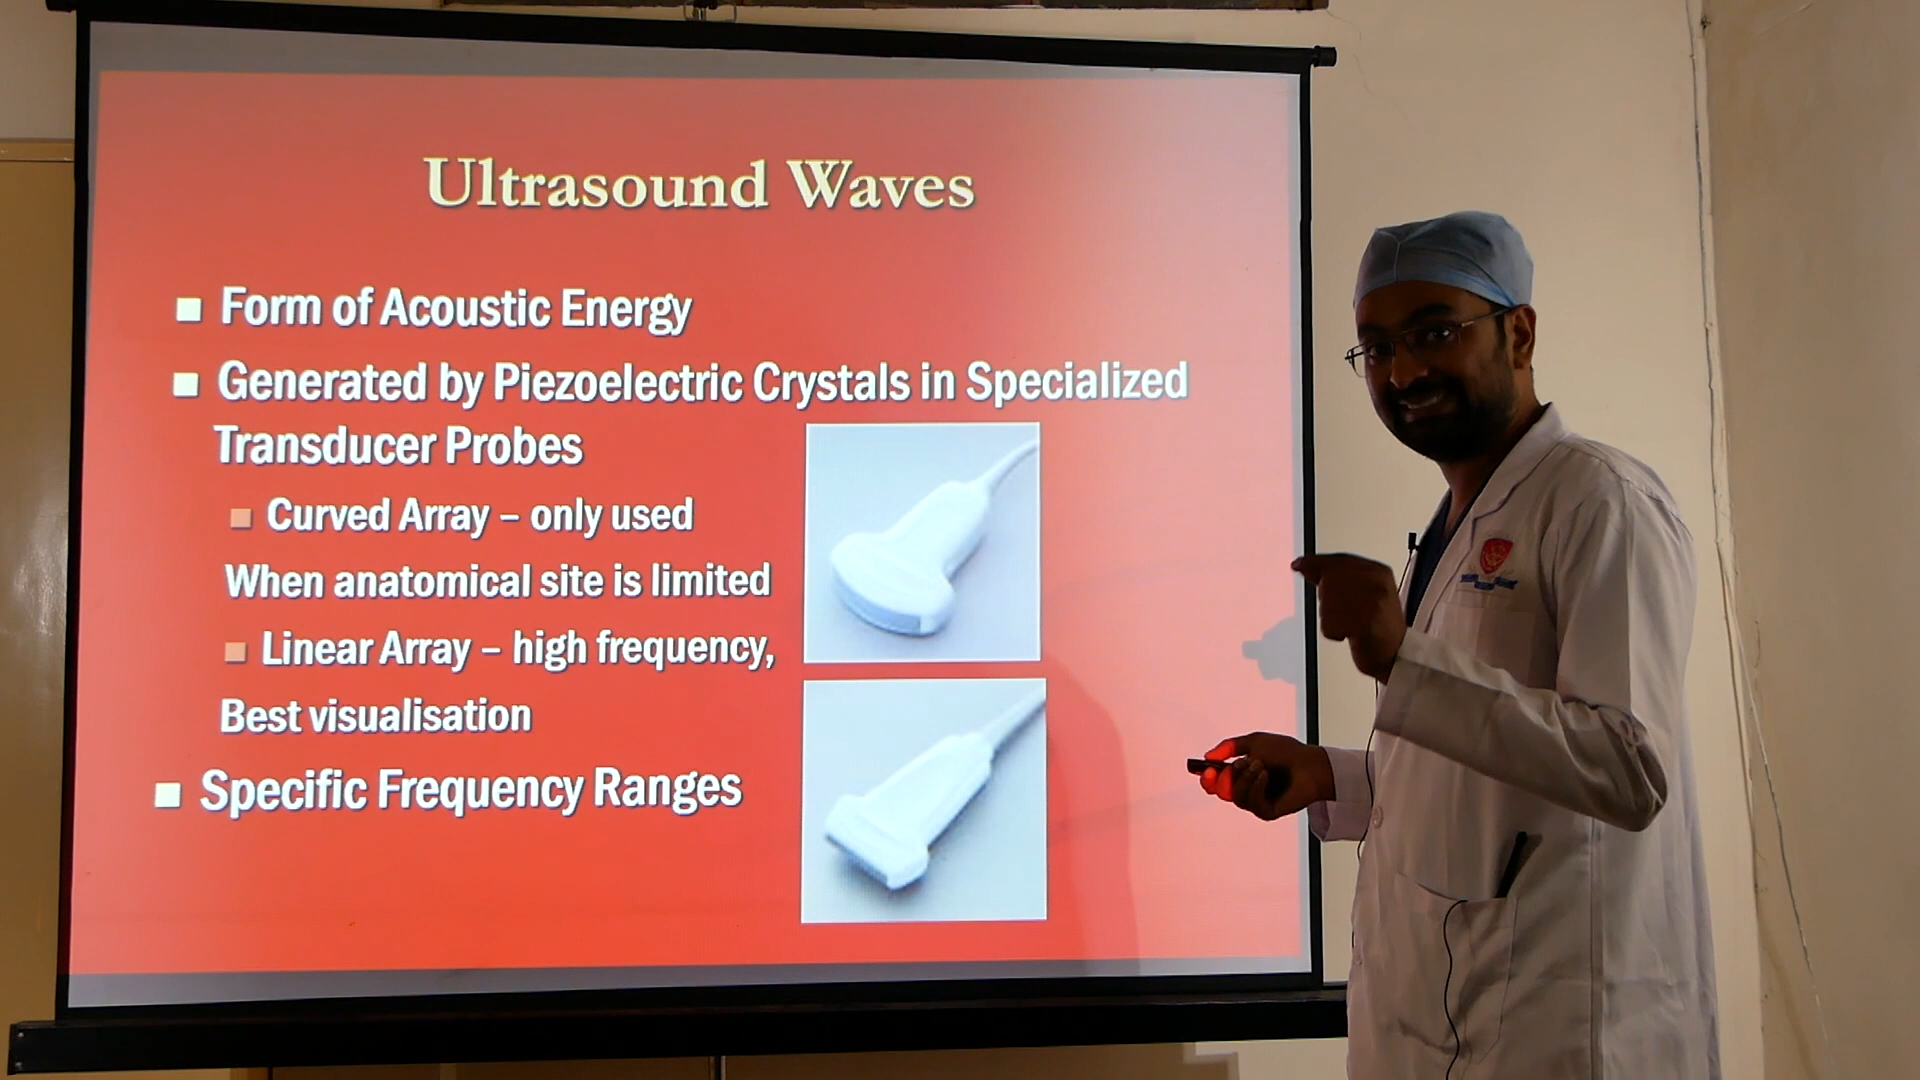 Ultrasound Waves
Form of Acoustic Energy
Generated by Piezoelectric Crystals in Specialized
Transducer Probes
Curved Array – only used
When anatomical site is limited
Linear Array – high frequency,
Best visualisation
Specific Frequency Ranges